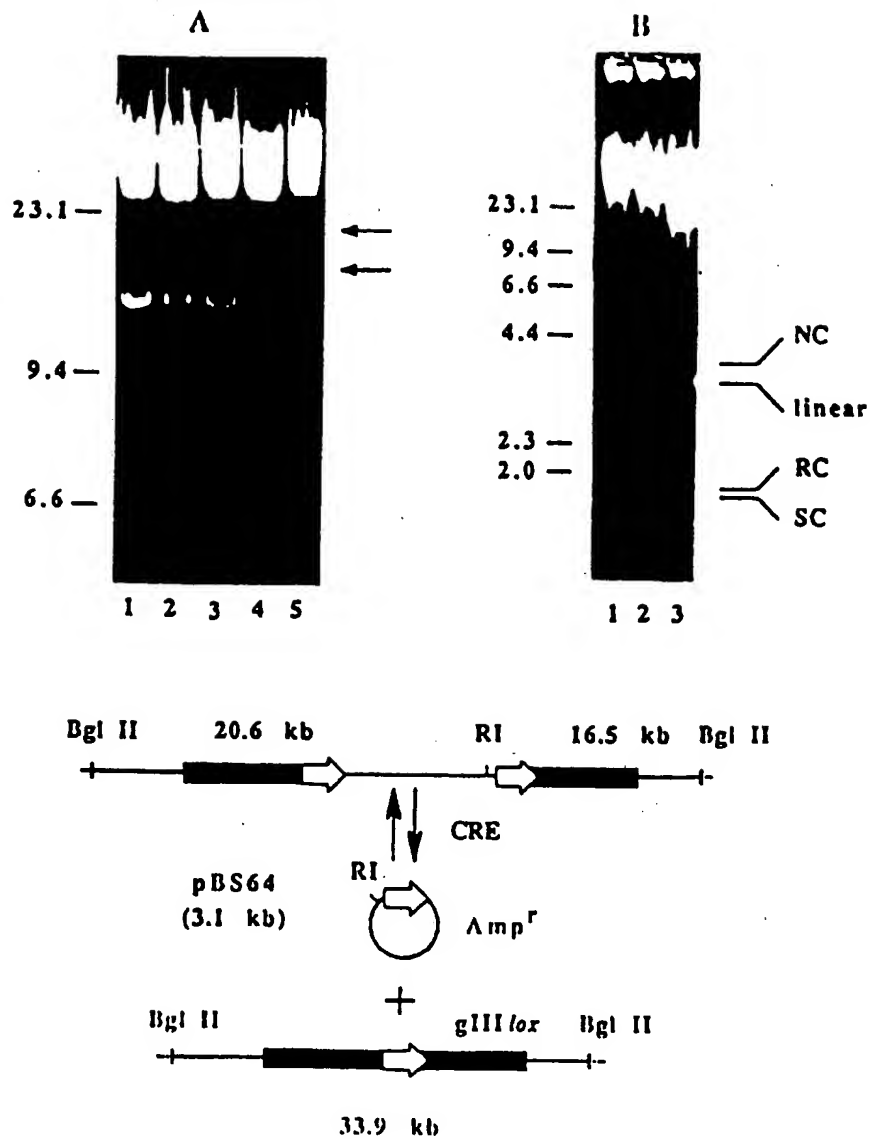 A
B
23.1
9.4
6.6
1 2 3 4 5
23.1
9.4
6.6
4.4
2.3
2.0
NC
linear
RC
SC
1 2 3
Bgl II 20.6 kb RI 16.5 kb Bgl II
CRE
RI
pBS64
(3.1 kb)
Amp r
+
Bgl II gIII lox Bgl II
33.9 kb